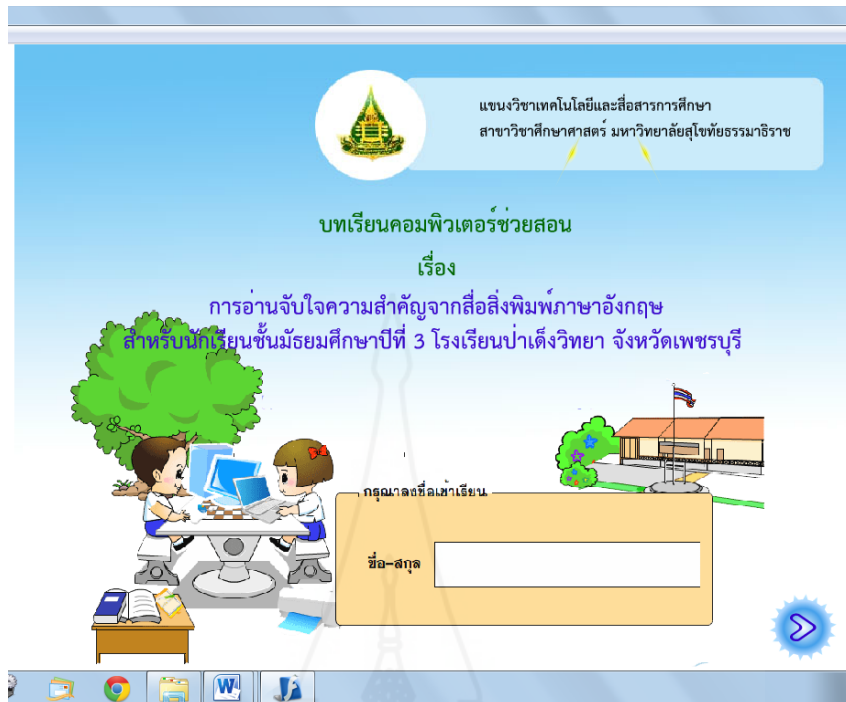 แขนงวิชาเทคโนโลยีและสื่อสารการศึกษา
สาขาวิชาศึกษาศาสตร์ มหาวิทยาลัยสุโขทัยธรรมาธิราช
บทเรียนคอมพิวเตอร์ช่วยสอน
เรื่อง
การอ่านจับใจความสำคัญจากสื่อสิ่งพิมพ์ภาษาอังกฤษ
สำหรับนักเรียนชั้นมัธยมศึกษาปีที่ 3 โรงเรียนป่าเด็งวิทยา จังหวัดเพชรบุรี
กรุณาลงชื่อเข้าเรียน
ชื่อ-สกุล